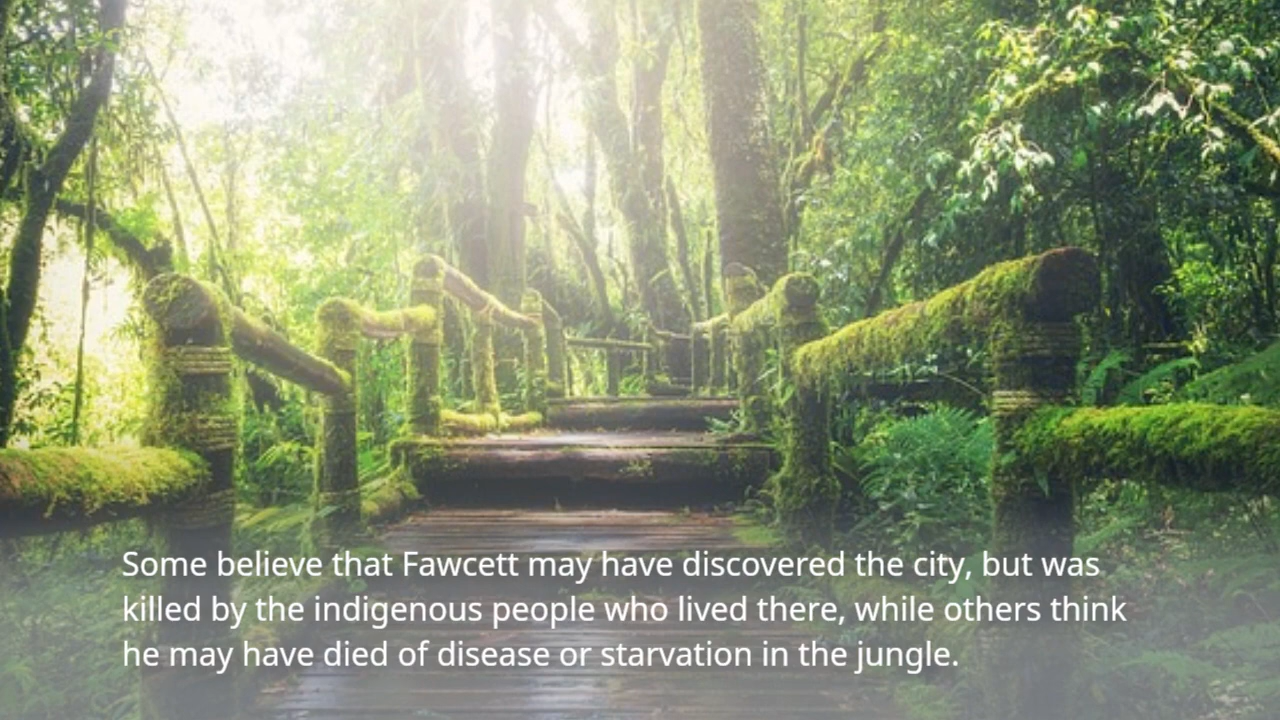 Some believe that Fawcett may have discovered the city, but was
killed by the indigenous people who lived there, while others think
he may have died of disease or starvation in the jungle.